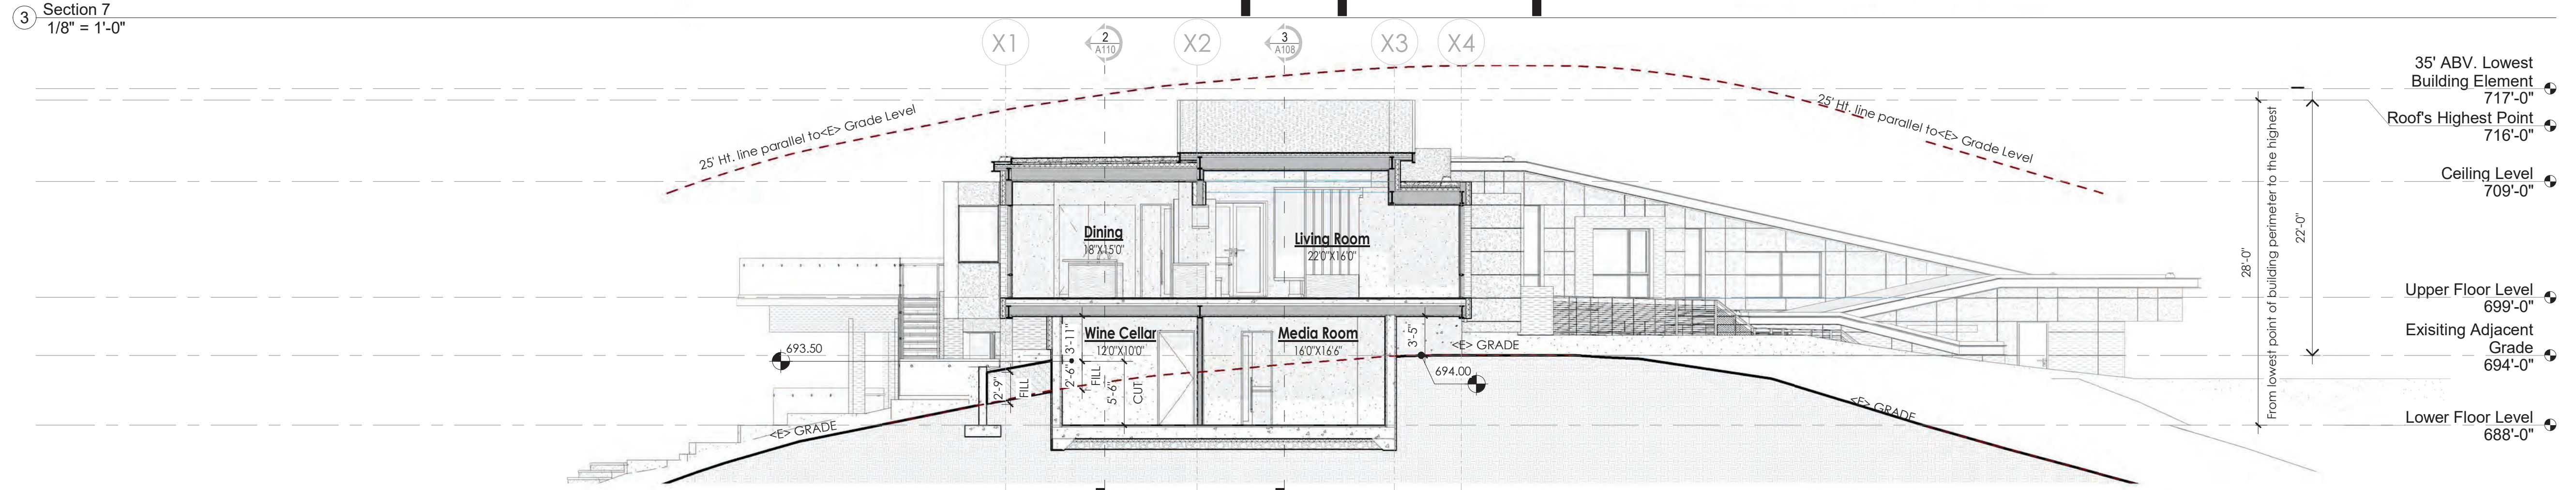 3 Section 7
1/8" = 1'-0"
X1
2
A110
X2
3
A108
X3
X4
35' ABV. Lowest
Building Element
717'-0"
Roof's Highest Point
716'-0"
Ceiling Level
709'-0"
Upper Floor Level
699'-0"
Exisiting Adjacent
Grade
694'-0"
Lower Floor Level
688'-0"
25' Ht. line parallel to<E> Grade Level
25' Ht. line parallel to<E> Grade Level
From lowest point of building perimeter to the highest
28'-0"
22'-0"
Dining
18"X15'0"
Living Room
22'0"X16'0"
Wine Cellar
12'0"X10'0"
Media Room
16'0"X16'6"
3'-11"
2'-6"
FILL
5'-6"
CUT
2'-9"
FILL
3'-5"
693.50
694.00
<E> GRADE
<E> GRADE
<E> GRADE